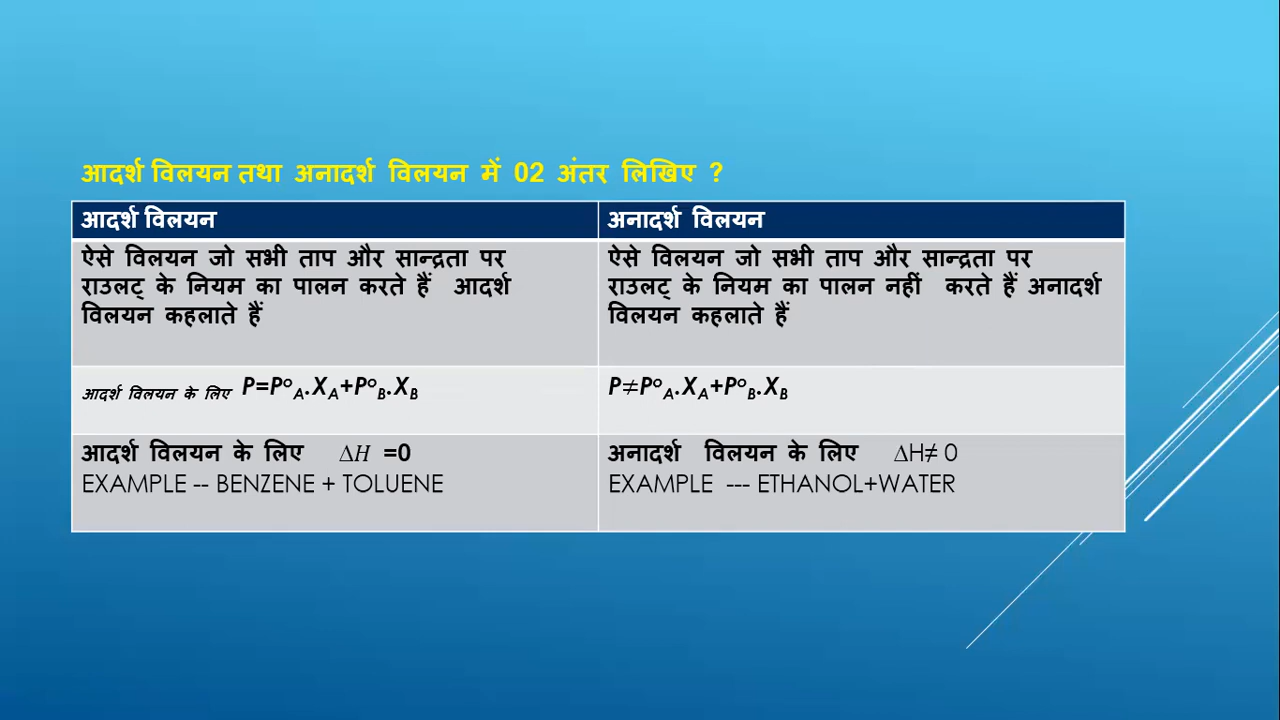 आदर्श विलयन तथा अनादर्श विलयन में 02 अंतर लिखिए ?
आदर्श विलयन
अनादर्श विलयन
ऐसे विलयन जो सभी ताप और सान्द्रता पर
राउलट् के नियम का पालन करते हैं आदर्श
विलयन कहलाते हैं
ऐसे विलयन जो सभी ताप और सान्द्रता पर
राउलट् के नियम का पालन नहीं करते हैं अनादर्श
विलयन कहलाते हैं
आदर्श विलयन के लिए P=P°A.XA+P°B.XB
P≠P°A.XA+P°B.XB
आदर्श विलयन के लिए ∆H =0
EXAMPLE -- BENZENE + TOLUENE
अनादर्श विलयन के लिए ∆H≠ 0
EXAMPLE --- ETHANOL+WATER